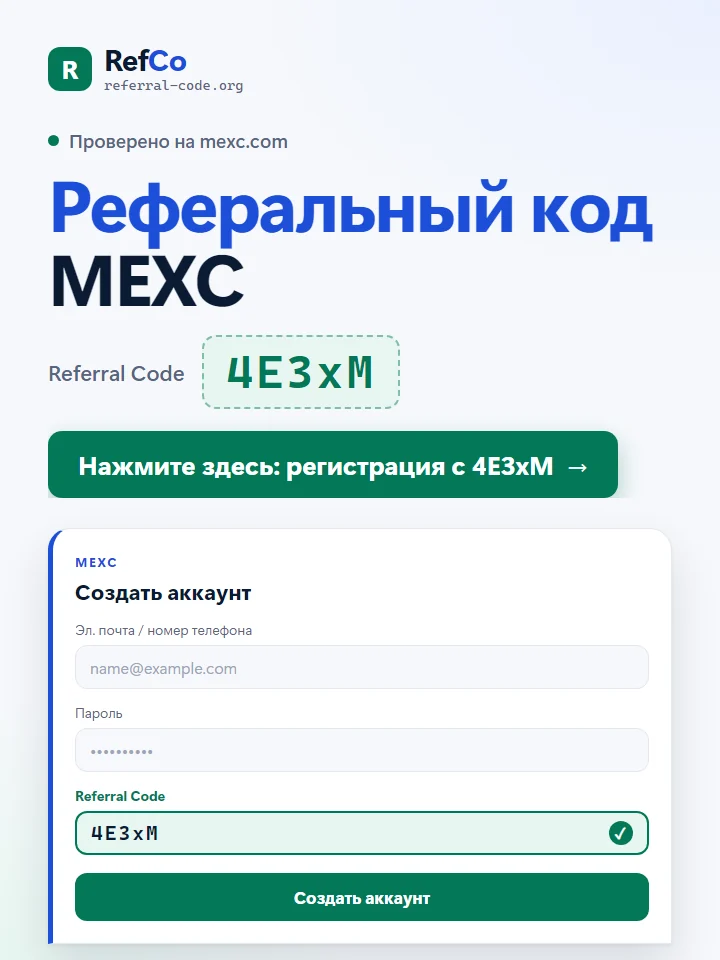 R
RefCo
referral-code.org
Проверено на mexc.com
Реферальный код
MEXC
Referral Code
4E3xM
Нажмите здесь: регистрация с 4E3xM →
MEXC
Создать аккаунт
Эл. почта / номер телефона
name@example.com
Пароль
••••••••••
Referral Code
4E3xM
Создать аккаунт